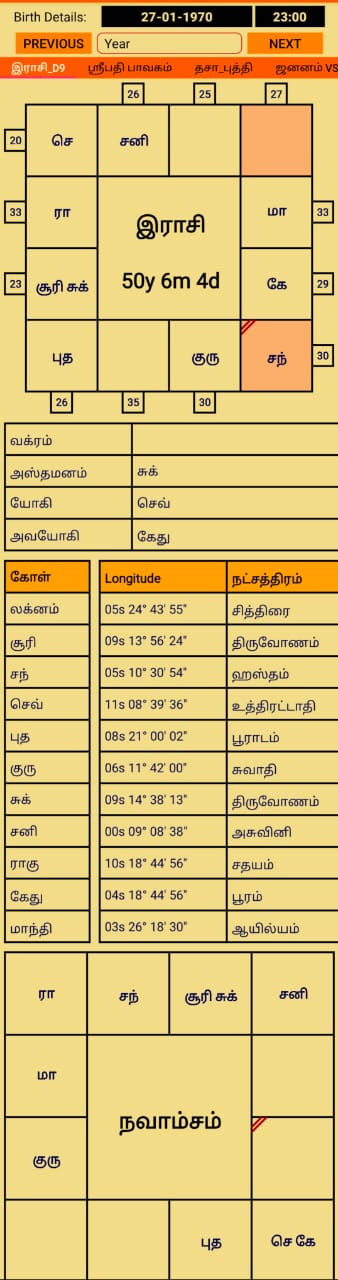 Birth Details: 27-01-1970 23:00
PREVIOUS Year NEXT
இராசி_D9 ஸ்ரீபதி பாவகம் தசா_புத்தி ஜனனம் VS
26 25 27
20 செ சனி
33 ரா மா 33
இராசி
23 சூரி சுக் 50y 6m 4d கே 29
புத குரு சந் 30
26 35 30
வக்ரம்
அஸ்தமனம் சுக்
யோகி செவ்
அவயோகி கேது
கோள் Longitude நட்சத்திரம்
லக்னம் 05s 24° 43' 55" சித்திரை
சூரி 09s 13° 56' 24" திருவோணம்
சந் 05s 10° 30' 54" ஹஸ்தம்
செவ் 11s 08° 39' 36" உத்திரட்டாதி
புத 08s 21° 00' 02" பூராடம்
குரு 06s 11° 42' 00" சுவாதி
சுக் 09s 14° 38' 13" திருவோணம்
சனி 00s 09° 08' 38" அசுவினி
ராகு 10s 18° 44' 56" சதயம்
கேது 04s 18° 44' 56" பூரம்
மாந்தி 03s 26° 18' 30" ஆயில்யம்
ரா சந் சூரி சுக் சனி
மா
நவாம்சம்
குரு
புத செ கே